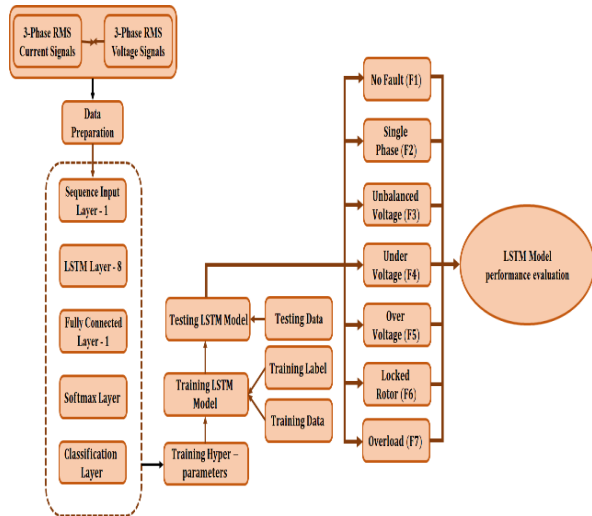 3-Phase RMS
Current Signals
3-Phase RMS
Voltage Signals
Data
Preparation
Sequence Input
Layer - 1
LSTM Layer - 8
Fully Connected
Layer - 1
Softmax Layer
Classification
Layer
Training Hyper –
parameters
Training LSTM
Model
Testing LSTM Model
Testing Data
Training Label
Training Data
No Fault (F1)
Single
Phase (F2)
Unbalanced
Voltage (F3)
Under
Voltage (F4)
Over
Voltage (F5)
Locked
Rotor (F6)
Overload (F7)
LSTM Model
performance evaluation